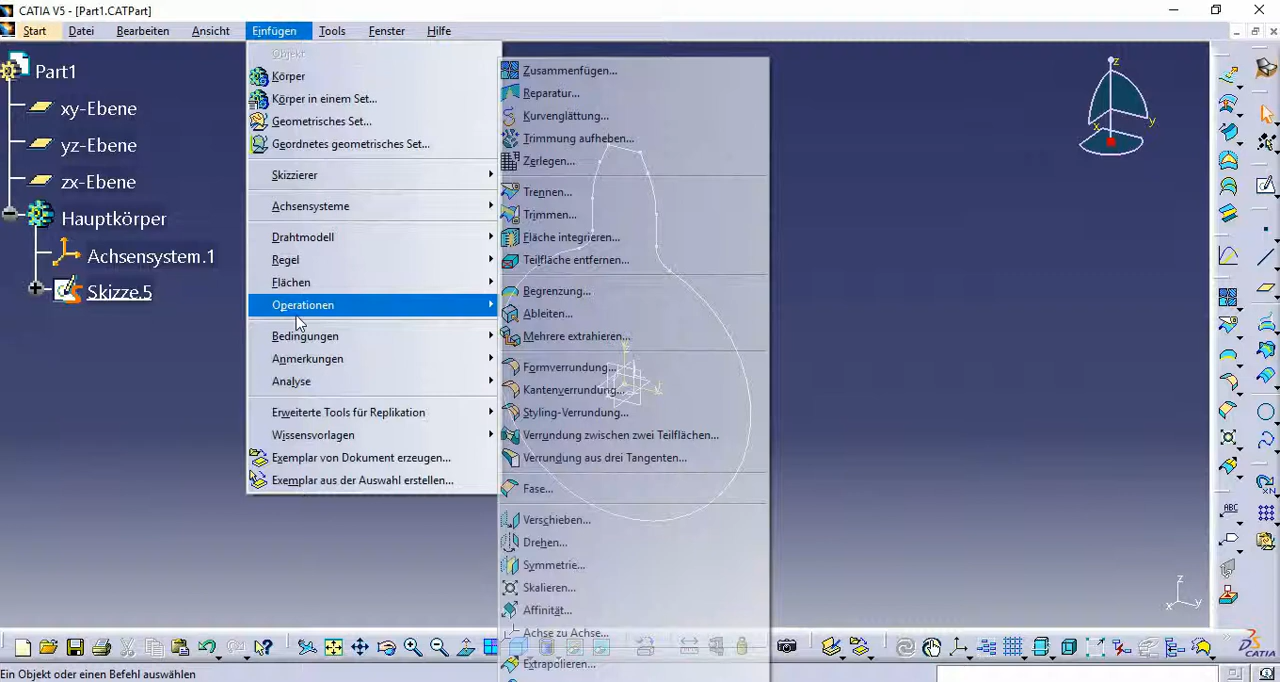 CATIA V5 - [Part1.CATPart]
Start Datei Bearbeiten Ansicht Einfügen Tools Fenster Hilfe
Part1
xy-Ebene
yz-Ebene
zx-Ebene
Hauptkörper
Achsensystem.1
Skizze.5
Objekt
Körper
Körper in einem Set...
Geometrisches Set...
Geordnetes geometrisches Set...
Skizzierer
Achsensysteme
Drahtmodell
Regel
Flächen
Operationen
Bedingungen
Anmerkungen
Analyse
Erweiterte Tools für Replikation
Wissensvorlagen
Exemplar von Dokument erzeugen...
Exemplar aus der Auswahl erstellen...
Zusammenfügen...
Reparatur...
Kurvenglättung...
Trimmung aufheben...
Zerlegen...
Trennen...
Trimmen...
Fläche integrieren...
Teilfläche entfernen...
Begrenzung...
Ableiten...
Mehrere extrahieren...
Formverrundung...
Kantenverrundung...
Styling-Verrundung...
Verrundung zwischen zwei Teilflächen...
Verrundung aus drei Tangenten...
Fase...
Verschieben...
Drehen...
Symmetrie...
Skalieren...
Affinität...
Achse zu Achse...
Extrapolieren...
z
x
y
z
x y
ABC
CATIA
Ein Objekt oder einen Befehl auswählen